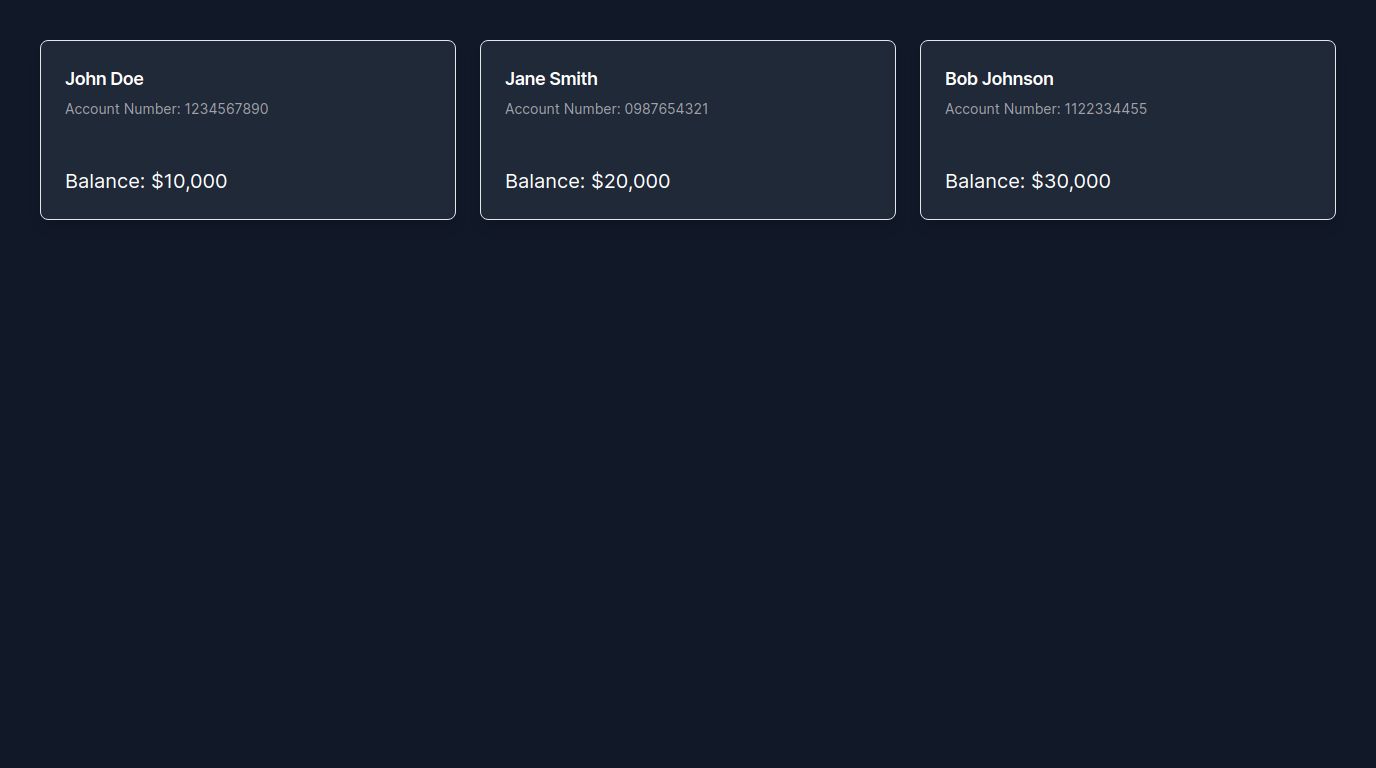 John Doe
Account Number: 1234567890
Balance: $10,000
Jane Smith
Account Number: 0987654321
Balance: $20,000
Bob Johnson
Account Number: 1122334455
Balance: $30,000